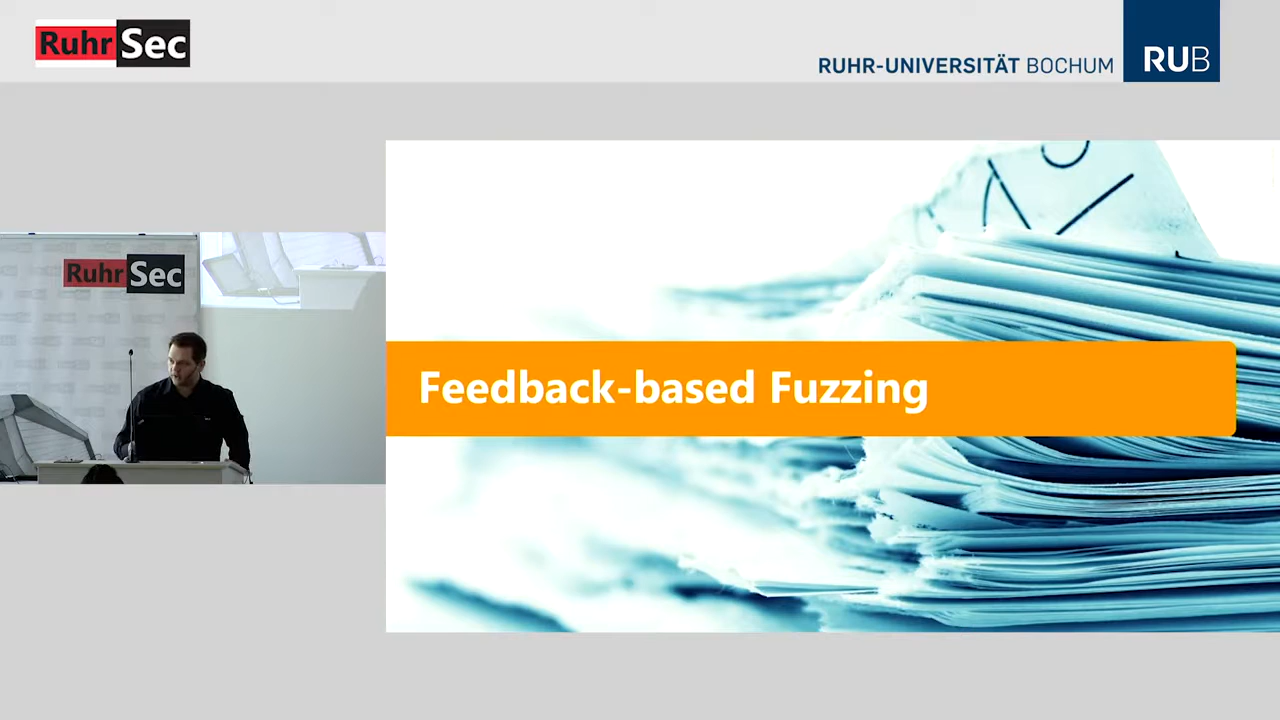 RuhrSec
RUHR-UNIVERSITÄT BOCHUM
RUB
RuhrSec
Feedback-based Fuzzing